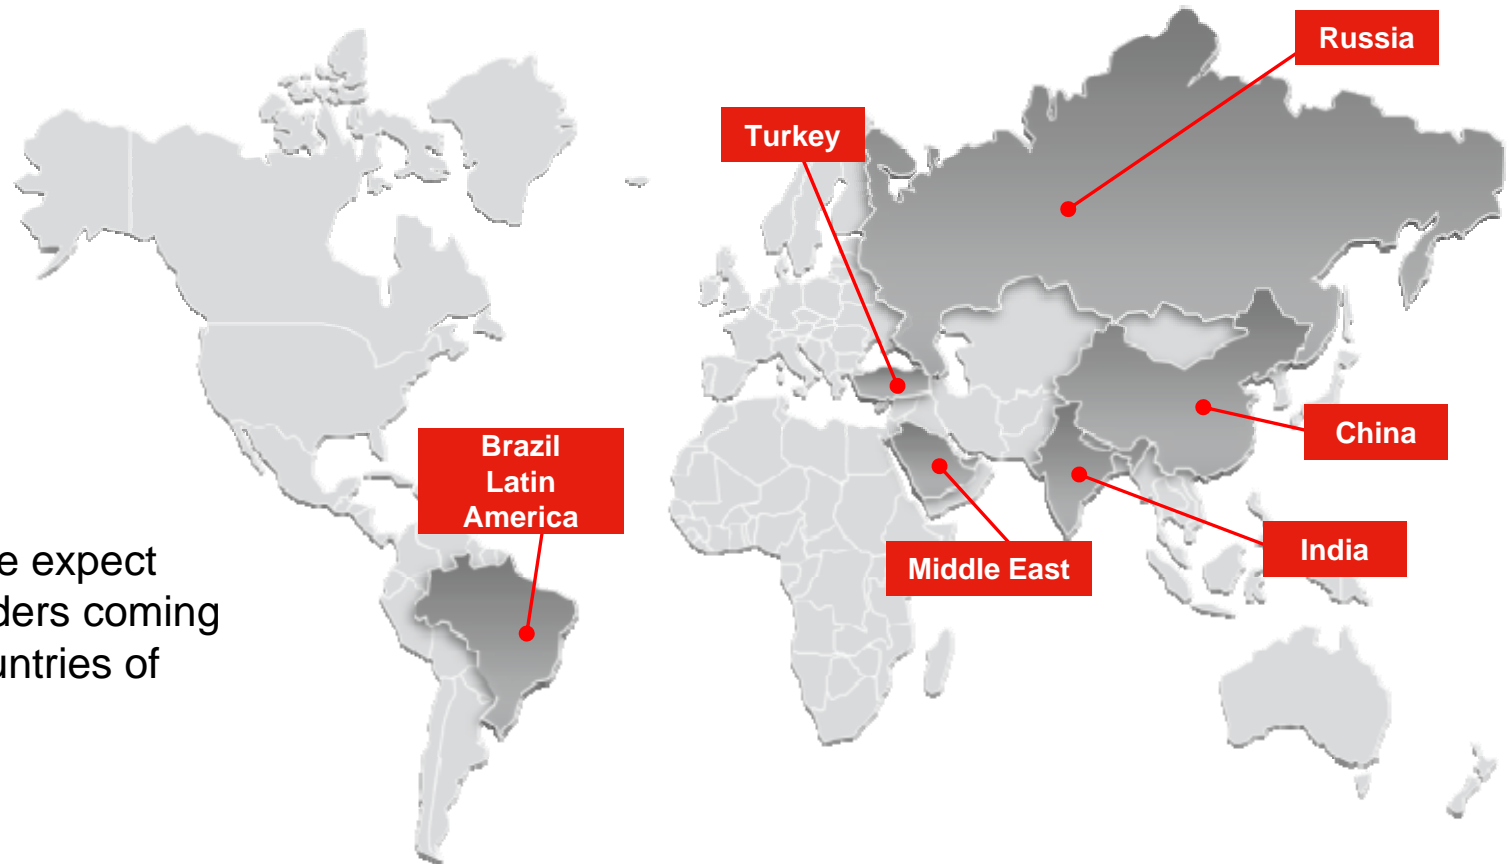 Russia
Turkey
Brazil
Latin
America
China
India
Middle East
e expect
ders coming
untries of